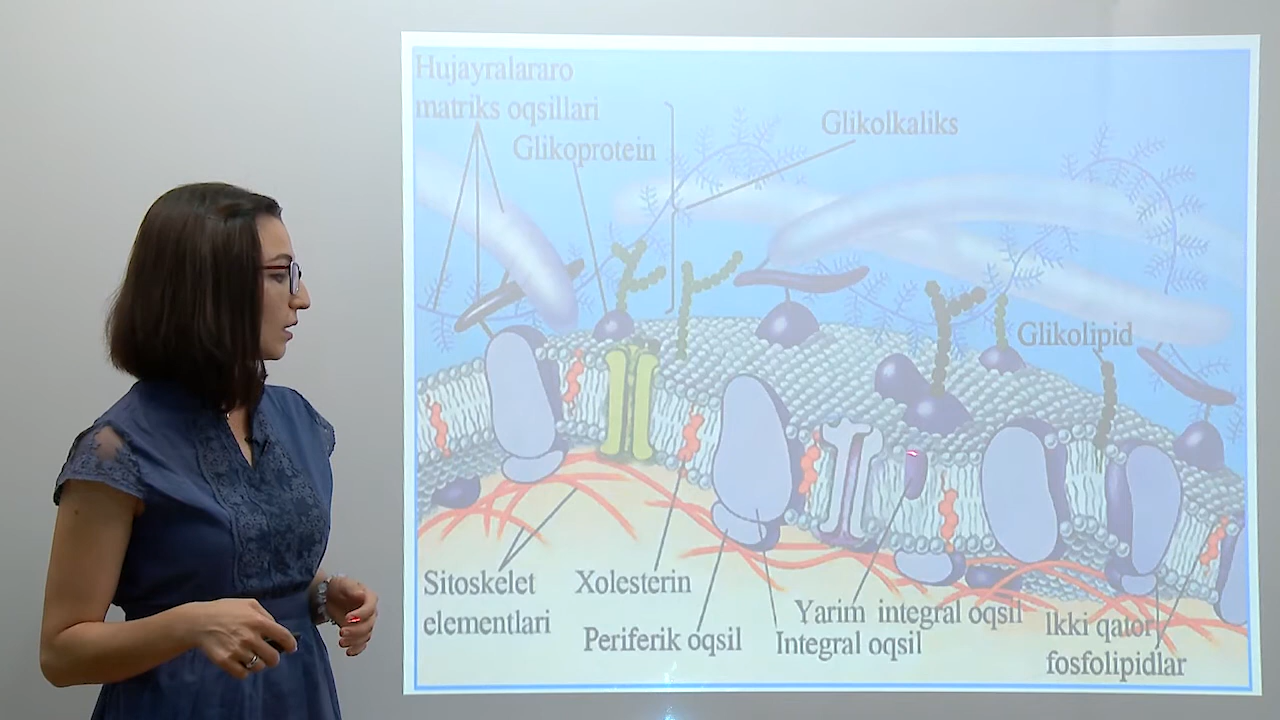 Hujayralararo
matriks oqsillari
Glikoprotein
Glikolkaliks
Glikolipid
Sitoskelet
elementlari
Xolesterin
Periferik oqsil
Integral oqsil
Yarim integral oqsil
Ikki qator
fosfolipidlar